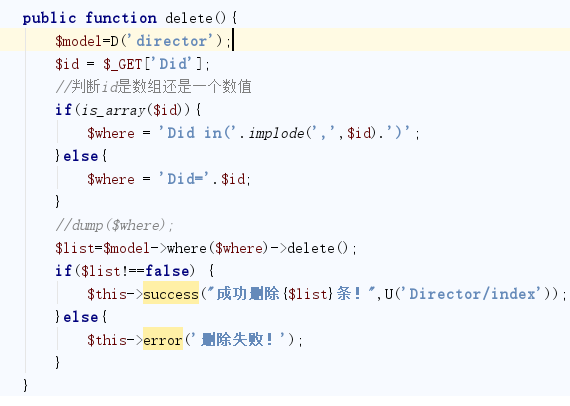 public function delete(){
$model=D('director');
$id = $_GET['Did'];
//判断id是数组还是一个数值
if(is_array($id)){
$where = 'Did in('.implode(',',$id).')';
}else{
$where = 'Did='.$id;
}
//dump($where);
$list=$model->where($where)->delete();
if($list!==false) {
$this->success("成功删除{$list}条！",U('Director/index'));
}else{
$this->error('删除失败！');
}
}